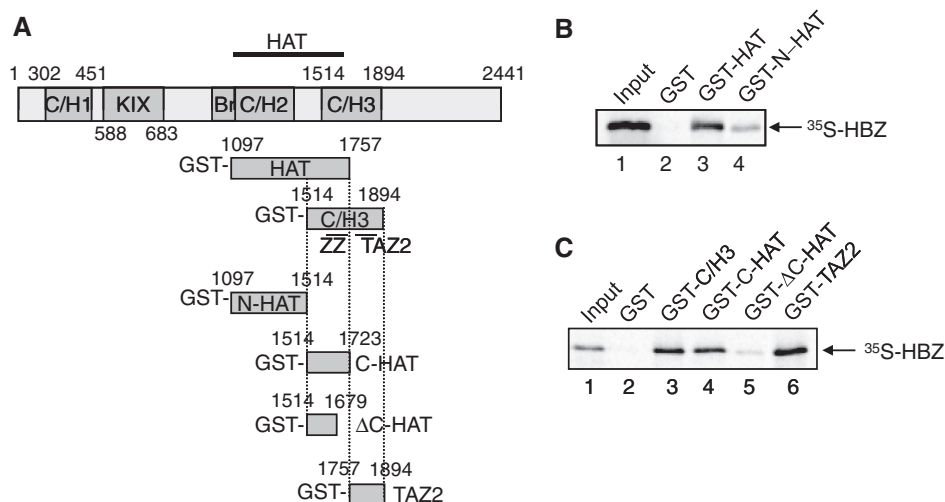 A
HAT
1 302 451 1514 1894 2441
C/H1 KIX Br C/H2 C/H3
588 683
1097 1757
GST- HAT
1514 1894
GST- C/H3
ZZ TAZ2
1097 1514
GST- N-HAT
1514 1723
GST- C-HAT
1514 1679
GST- ΔC-HAT
1757 1894
GST- TAZ2
B
Input GST GST-HAT GST-N–HAT
35S-HBZ
1 2 3 4
C
Input GST GST-C/H3 GST-C-HAT GST-ΔC-HAT GST-TAZ2
35S-HBZ
1 2 3 4 5 6